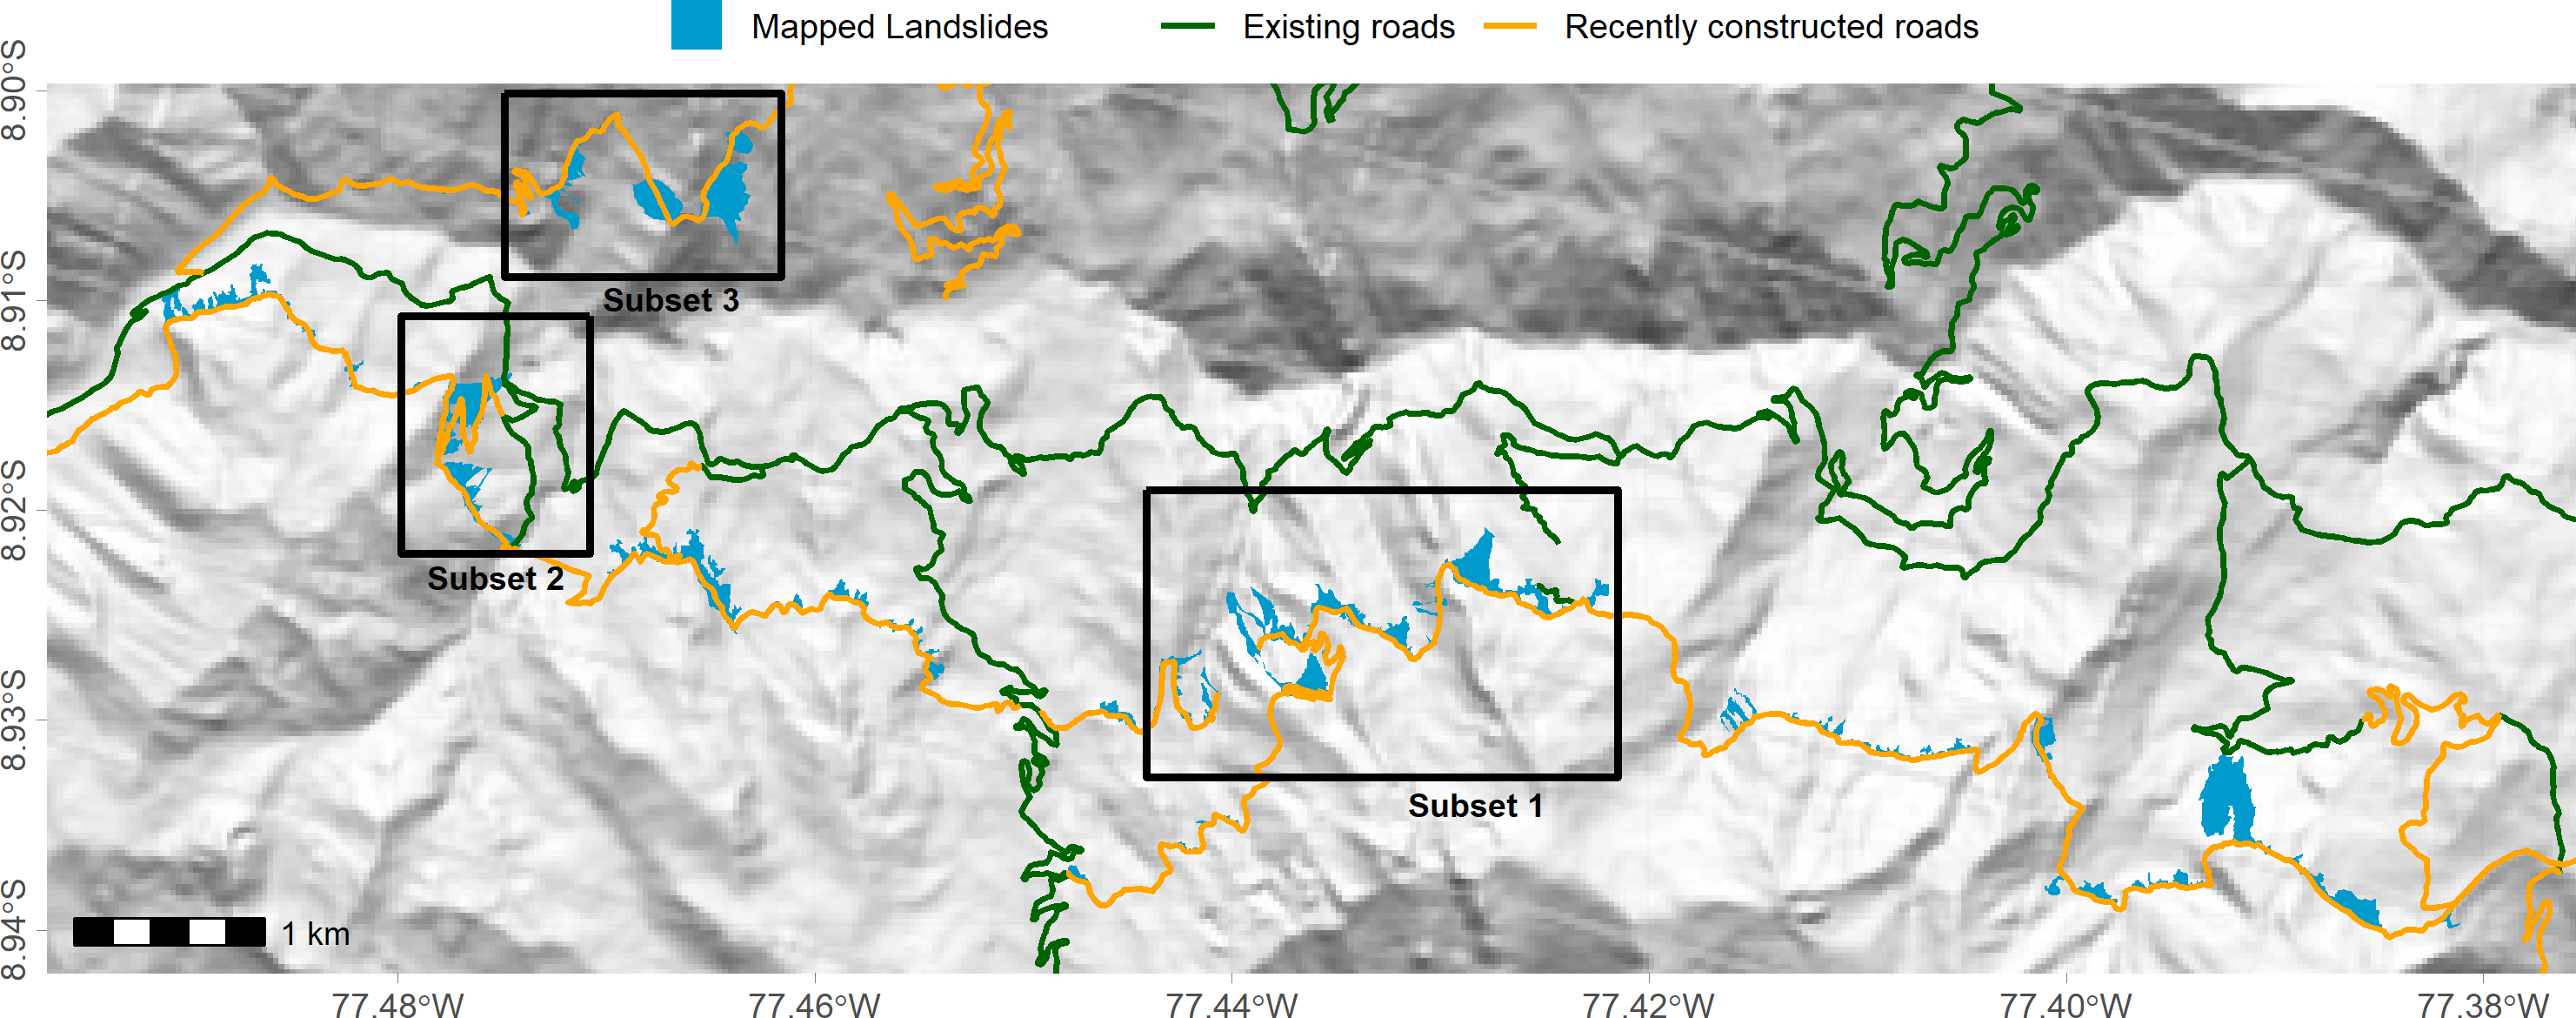 Mapped Landslides Existing roads Recently constructed roads
8.90°S
8.91°S
8.92°S
8.93°S
8.94°S
Subset 3
Subset 2
Subset 1
1 km
77.48°W 77.46°W 77.44°W 77.42°W 77.40°W 77.38°W